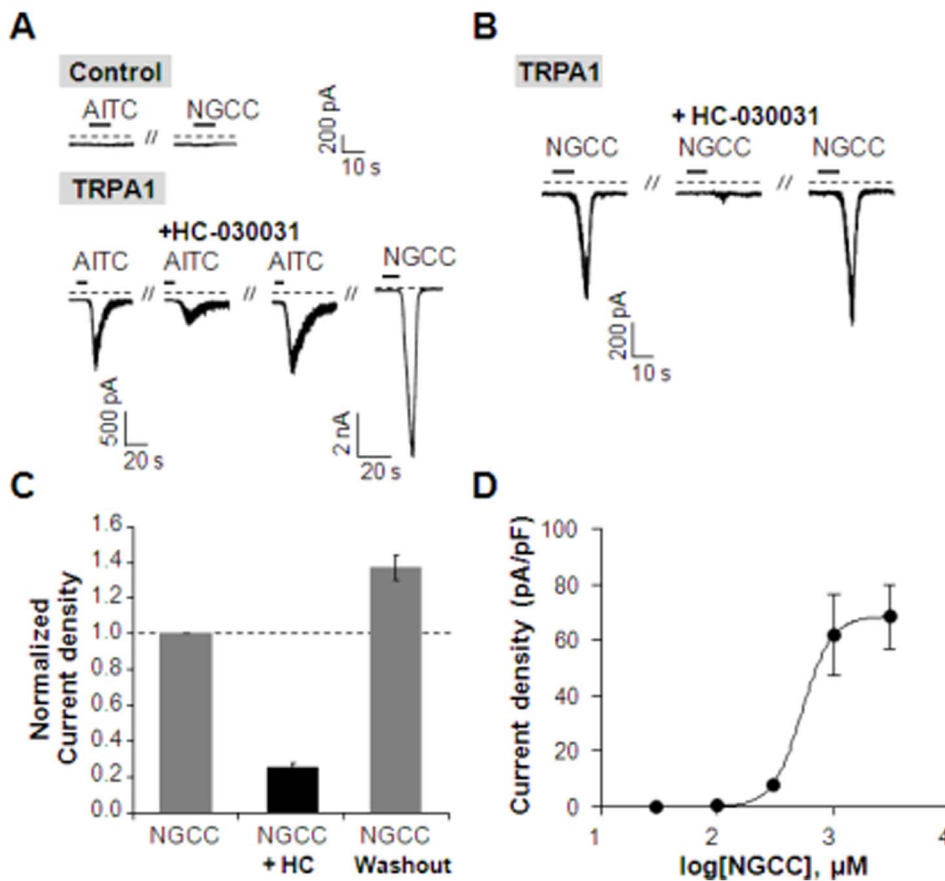 A
Control
AITC // NGCC
200 pA
10 s
TRPA1
+HC-030031
AITC AITC AITC NGCC
// // //
500 pA
20 s
2 nA
20 s
B
TRPA1
+ HC-030031
NGCC NGCC NGCC
// //
200 pA
10 s
C
Normalized
Current density
1.6
1.4
1.2
1.0
0.8
0.6
0.4
0.2
0.0
NGCC NGCC NGCC
+ HC Washout
D
Current density (pA/pF)
100
80
60
40
20
0
1 2 3 4
log[NGCC], µM